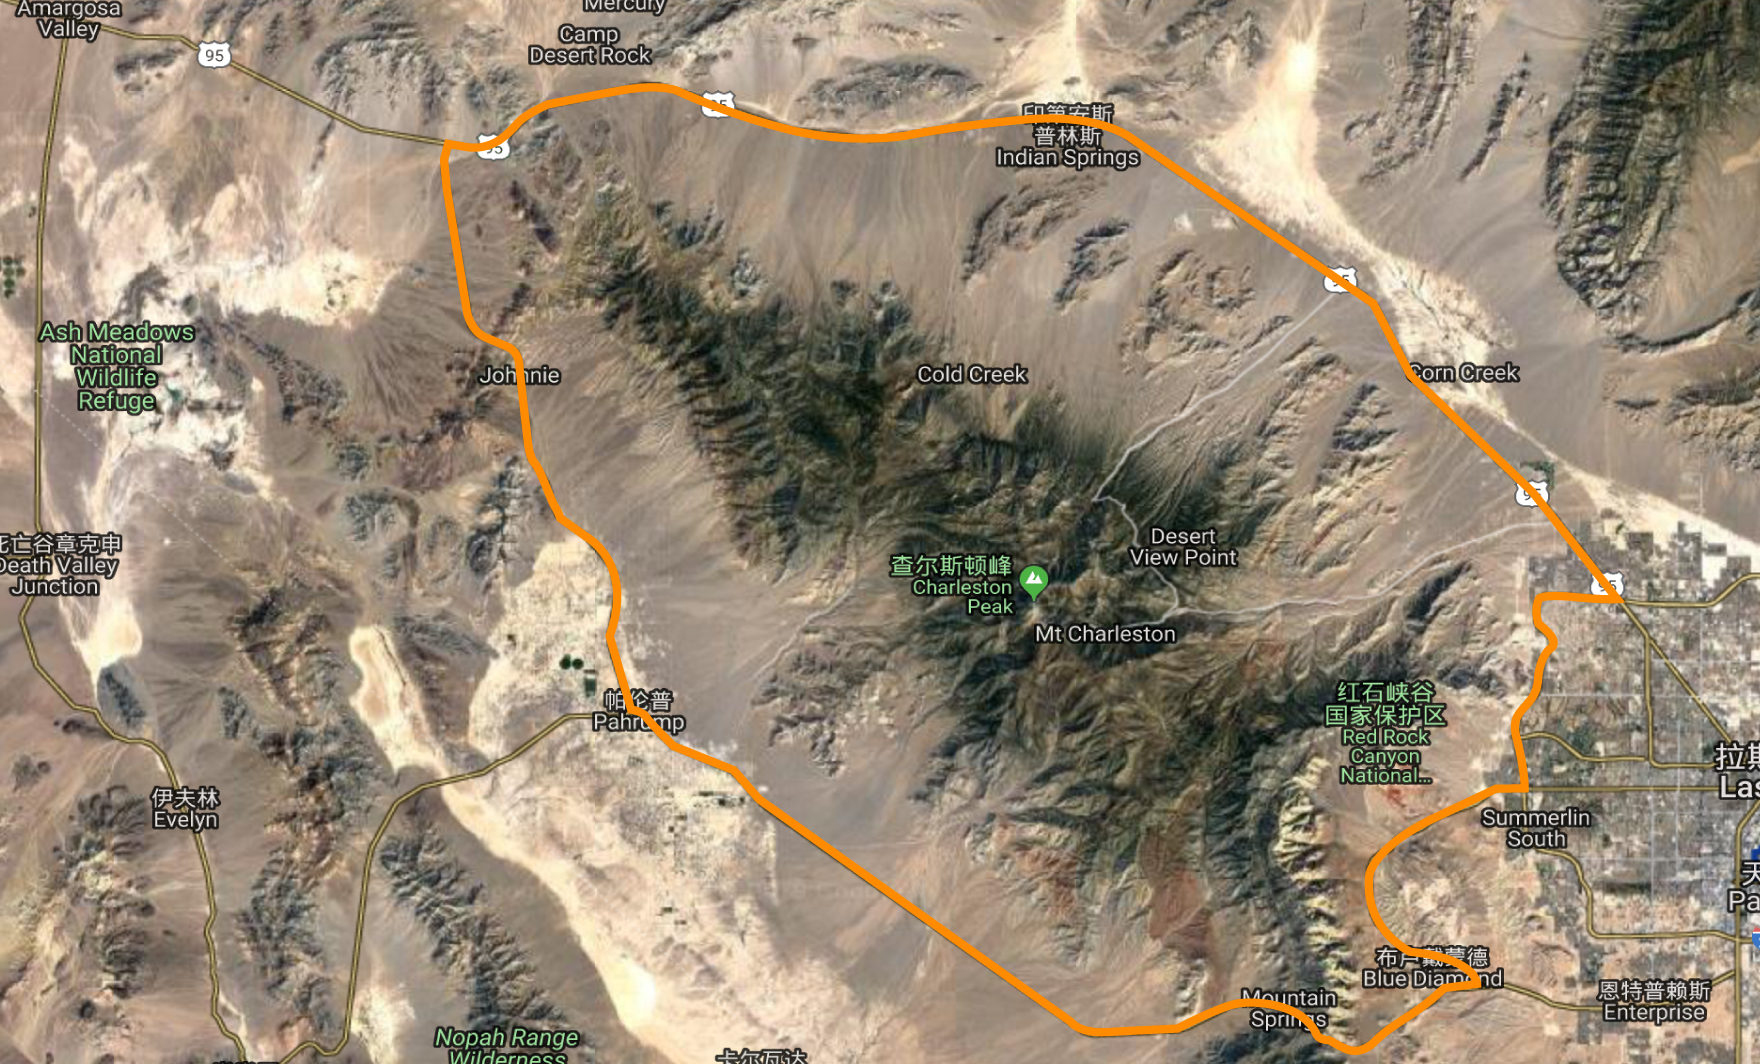 Amargosa
Valley
95
Mercury
Camp
Desert Rock
95
95
印第安斯
普林斯
Indian Springs
95
Ash Meadows
National
Wildlife
Refuge
Johnnie
Cold Creek
Corn Creek
95
死亡谷章克申
Death Valley
Junction
Desert
View Point
查尔斯顿峰
Charleston
Peak
Mt Charleston
95
帕伦普
Pahrump
红石峡谷
国家保护区
Red Rock
Canyon
National...
伊夫林
Evelyn
拉斯
Las
Summerlin
South
天
Pa
布卢戴蒙德
Blue Diamond
Mountain
Springs
恩特普赖斯
Enterprise
Nopah Range
Wilderness